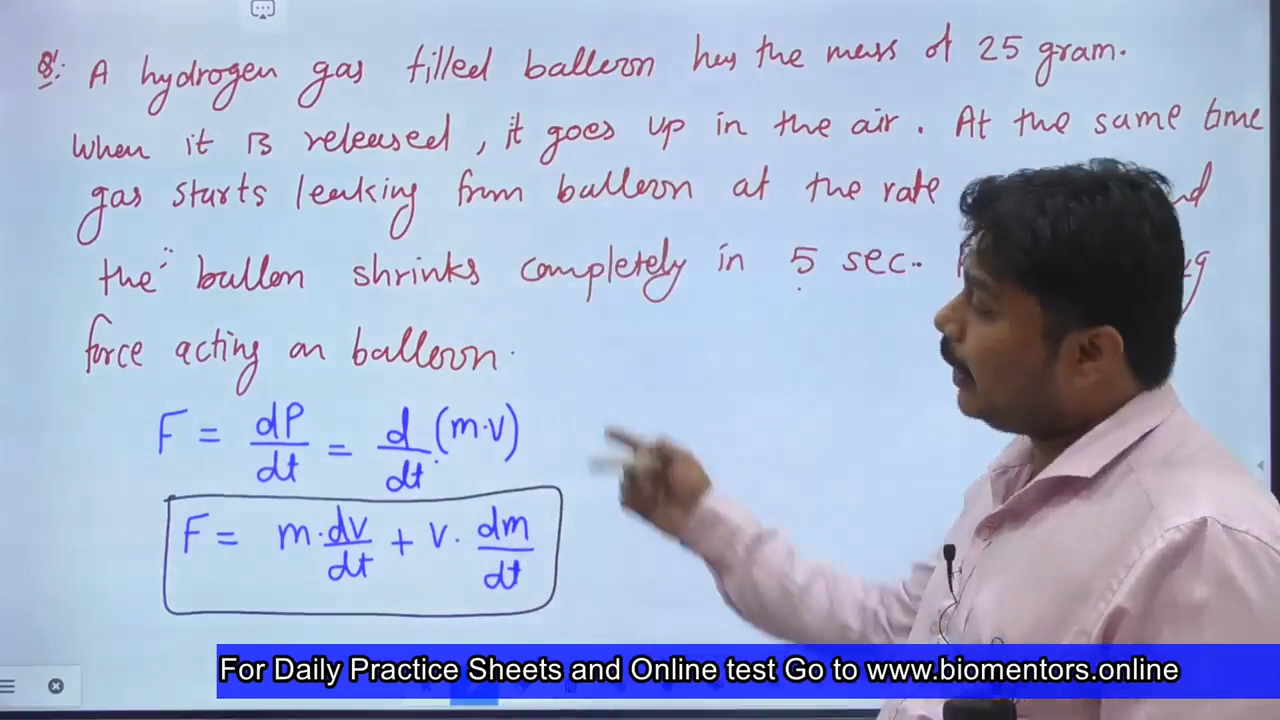 Q: A hydrogen gas filled balloon has the mass of 25 gram.
When it is released, it goes up in the air. At the same time
gas starts leaking from balloon at the rate
the balloon shrinks completely in 5 sec.
force acting on balloon.
F = dP/dt = d/dt (m·v)
F = m·dv/dt + v·dm/dt
For Daily Practice Sheets and Online test Go to www.biomentors.online